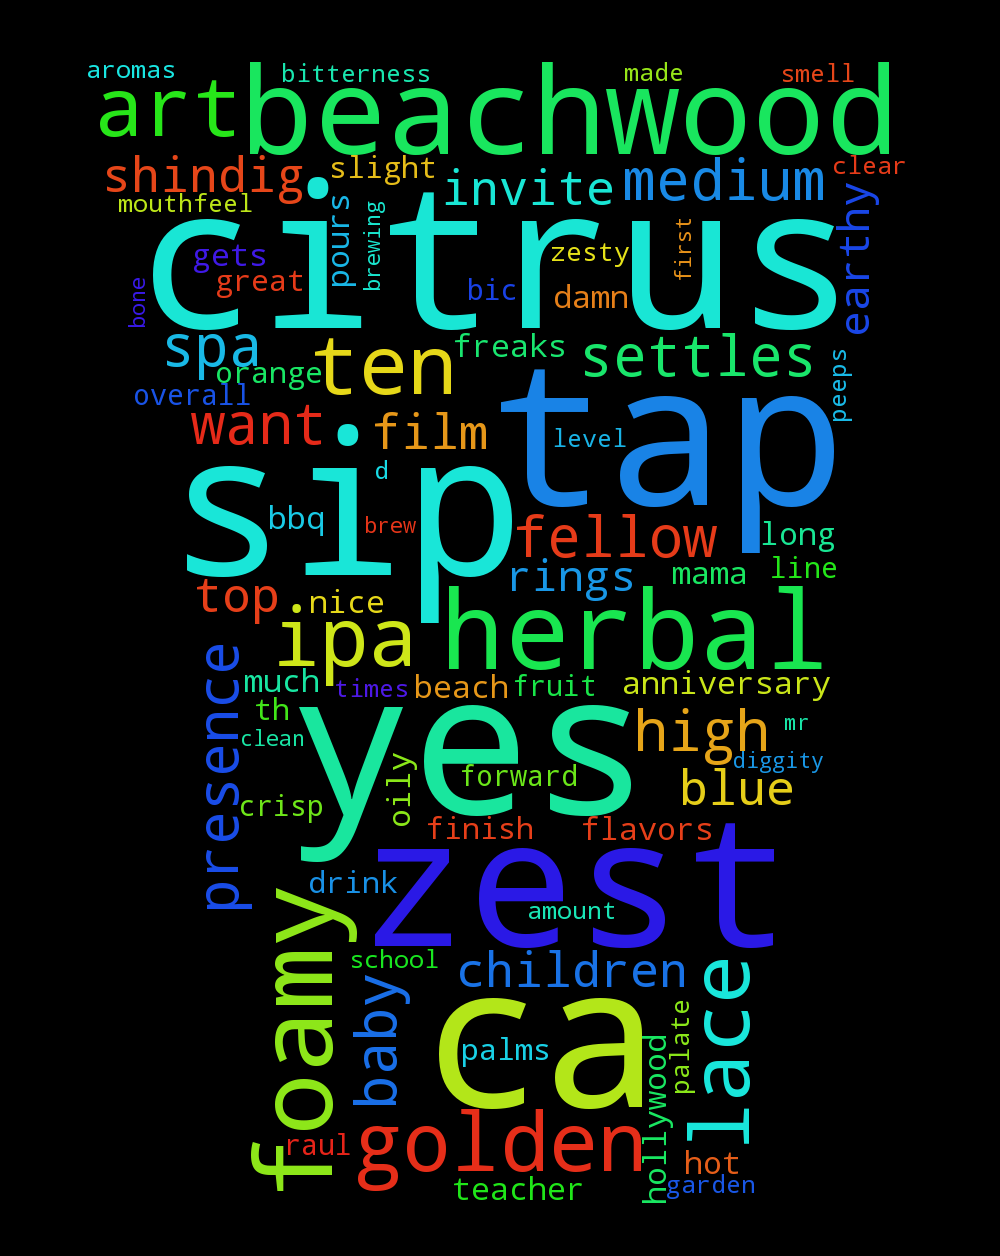 aromas
bitterness
made
smell
art
beachwood
shindig
slight
invite
medium
clear
mouthfeel
citrus
pours
brewing
earthy
gets
great
bone
bic
zesty
damn
first
spa
orange
ten
freaks
settles
peeps
overall
want
film
level
tap
sip
d
bbq
brew
fellow
long
rings
mama
line
top
nice
ipa
herbal
presence
much
times
beach
fruit
anniversary
th
clean
yes
high
mr
diggity
crisp
oily
forward
blue
finish
flavors
zest
drink
amount
foamy
school
children
lace
baby
ca
palms
palate
hollywood
raul
golden
hot
teacher
garden